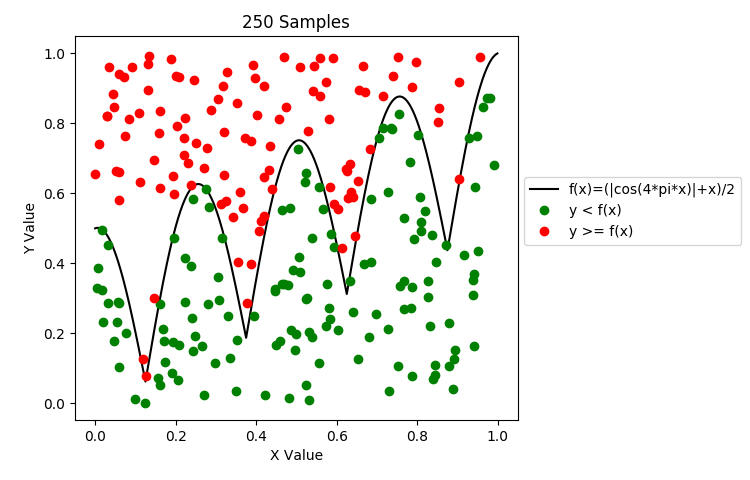 250 Samples
1.0
0.8
0.6
0.4
0.2
0.0
Y Value
0.0 0.2 0.4 0.6 0.8 1.0
X Value
f(x)=(|cos(4*pi*x)|+x)/2
y < f(x)
y >= f(x)